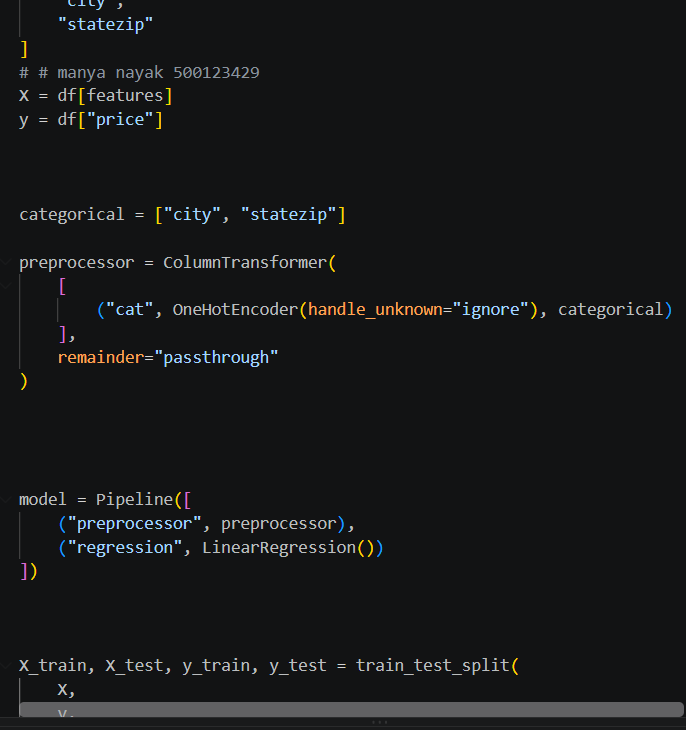 "city",
"statezip"
]
# # manya nayak 500123429
X = df[features]
y = df["price"]
categorical = ["city", "statezip"]
preprocessor = ColumnTransformer(
[
("cat", OneHotEncoder(handle_unknown="ignore"), categorical)
],
remainder="passthrough"
)
model = Pipeline([
("preprocessor", preprocessor),
("regression", LinearRegression())
])
X_train, X_test, y_train, y_test = train_test_split(
X,
y,